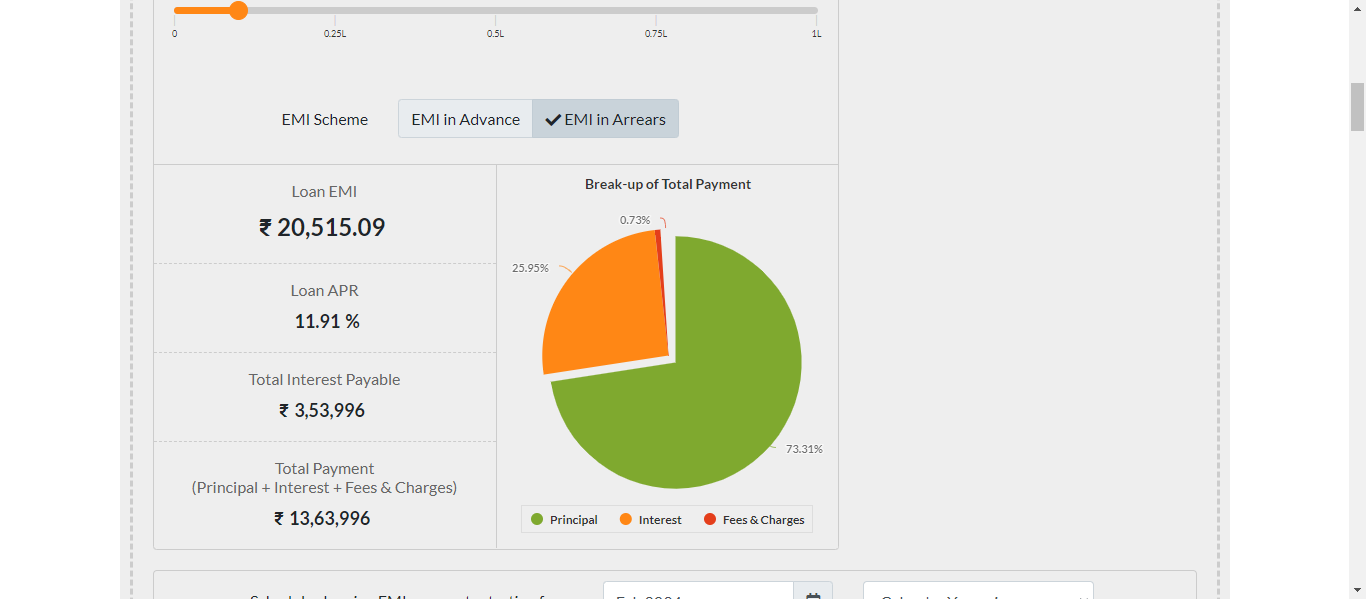 0 0.25L 0.5L 0.75L 1L
EMI Scheme EMI in Advance EMI in Arrears
Loan EMI
₹ 20,515.09
Loan APR
11.91 %
Total Interest Payable
₹ 3,53,996
Total Payment
(Principal + Interest + Fees & Charges)
₹ 13,63,996
Break-up of Total Payment
0.73%
25.95%
73.31%
Principal Interest Fees & Charges